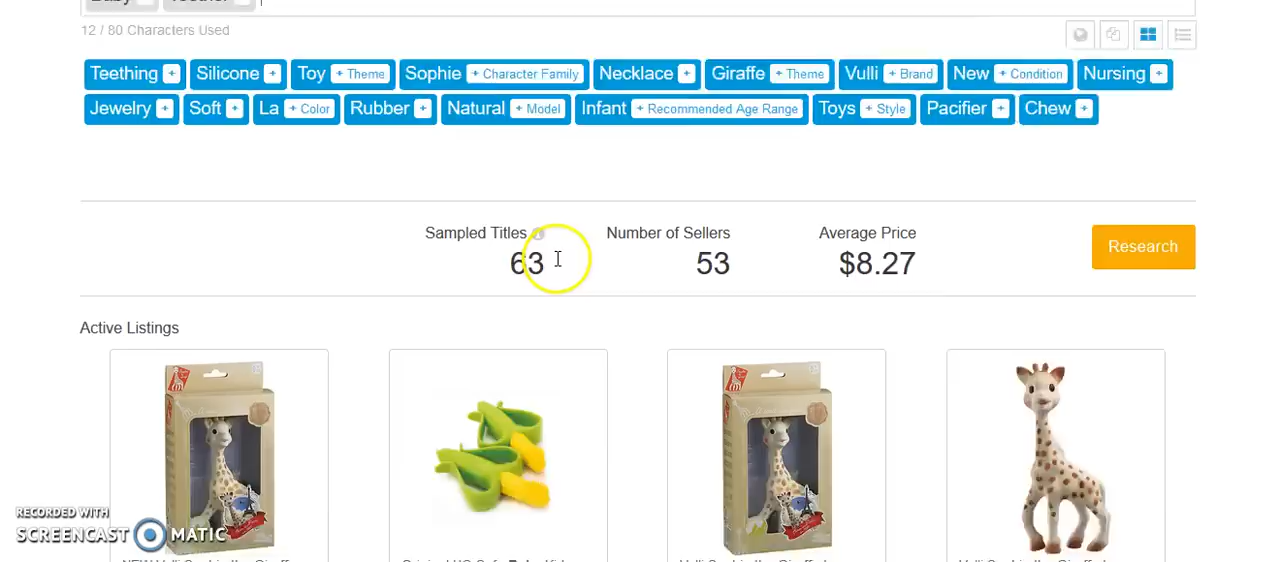 12 / 80 Characters Used
Teething + Silicone + Toy + Theme Sophie + Character Family Necklace + Giraffe + Theme Vulli + Brand New + Condition Nursing +
Jewelry + Soft + La + Color Rubber + Natural + Model Infant + Recommended Age Range Toys + Style Pacifier + Chew +
Sampled Titles Number of Sellers Average Price
63 53 $8.27
Research
Active Listings
RECORDED WITH
SCREENCAST MATIC